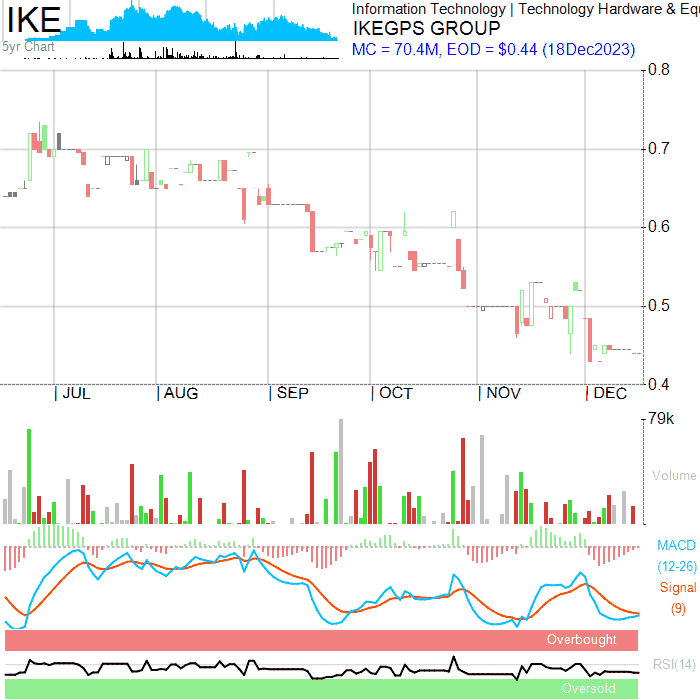 IKE
5yr Chart
Information Technology | Technology Hardware & Equ
IKEGPS GROUP
MC = 70.4M, EOD = $0.44 (18Dec2023)
0.8
0.7
0.6
0.5
0.4
JUL
AUG
SEP
OCT
NOV
DEC
79k
Volume
MACD
(12-26)
Signal
(9)
Overbought
RSI(14)
Oversold